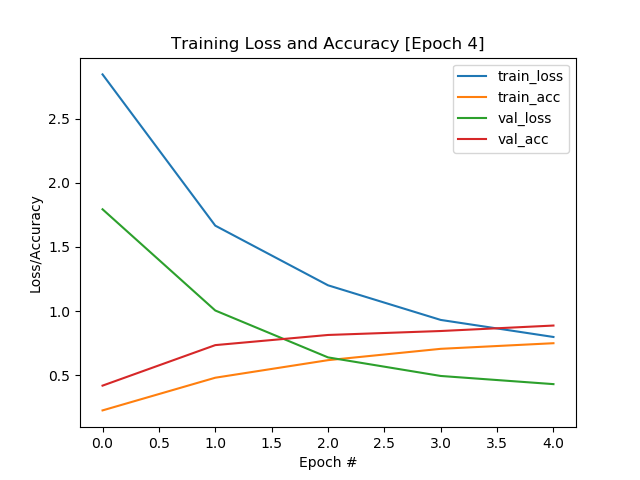 Training Loss and Accuracy [Epoch 4]
train_loss
train_acc
val_loss
val_acc
2.5
2.0
1.5
1.0
0.5
Loss/Accuracy
0.0 0.5 1.0 1.5 2.0 2.5 3.0 3.5 4.0
Epoch #